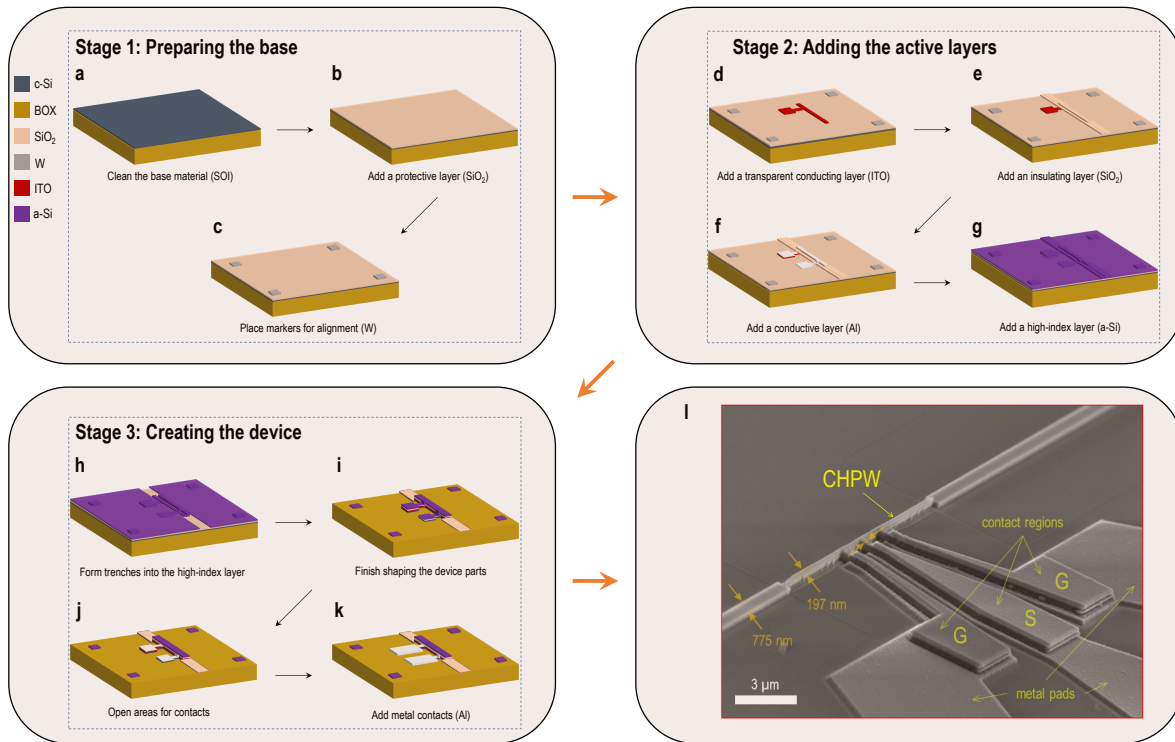 Stage 1: Preparing the base
a
b
c-Si
BOX
SiO₂
W
ITO
a-Si
Clean the base material (SOI)
Add a protective layer (SiO₂)
c
Place markers for alignment (W)
Stage 2: Adding the active layers
d
e
Add a transparent conducting layer (ITO)
Add an insulating layer (SiO₂)
f
g
Add a conductive layer (Al)
Add a high-index layer (a-Si)
Stage 3: Creating the device
h
i
Form trenches into the high-index layer
Finish shaping the device parts
j
k
Open areas for contacts
Add metal contacts (Al)
l
CHPW
contact regions
G
197 nm
S
775 nm
G
3 µm
metal pads